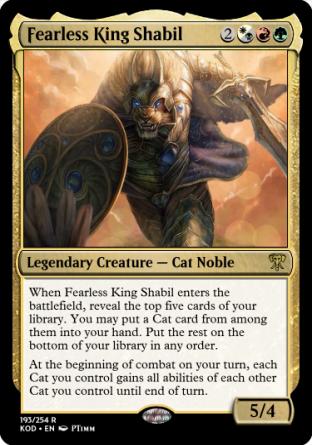 Fearless King Shabil 2
Legendary Creature — Cat Noble
When Fearless King Shabil enters the
battlefield, reveal the top five cards of your
library. You may put a Cat card from among
them into your hand. Put the rest on the
bottom of your library in any order.
At the beginning of combat on your turn, each
Cat you control gains all abilities of each other
Cat you control until end of turn.
5/4
193/254 R
KOD • EN PTIMM